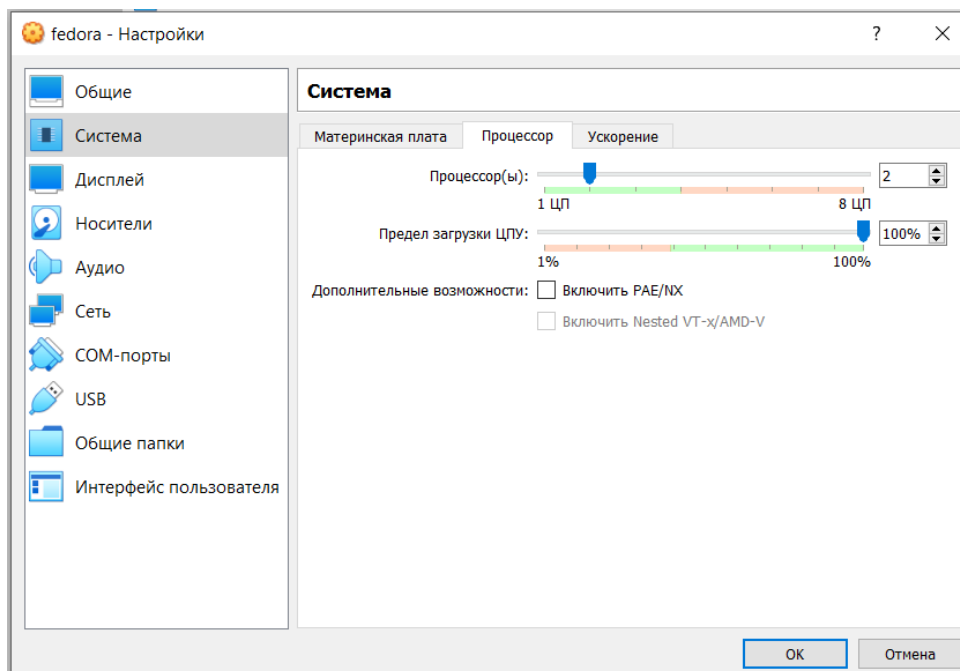 fedora - Настройки
?
Общие
Система
Дисплей
Носители
Аудио
Сеть
COM-порты
USB
Общие папки
Интерфейс пользователя
Система
Материнская плата Процессор Ускорение
Процессор(ы): 2
1 ЦП 8 ЦП
Предел загрузки ЦПУ: 100%
1% 100%
Дополнительные возможности: Включить PAE/NX
Включить Nested VT-x/AMD-V
OK Отмена